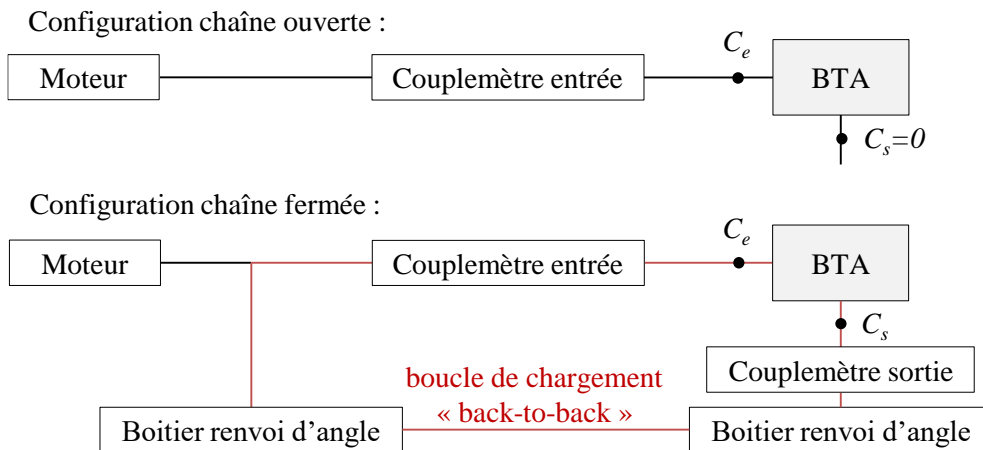 Configuration chaîne ouverte :
Moteur
Couplemètre entrée
Ce
BTA
Cs=0
Configuration chaîne fermée :
Moteur
Couplemètre entrée
Ce
BTA
Cs
Couplemètre sortie
boucle de chargement
« back-to-back »
Boitier renvoi d’angle
Boitier renvoi d’angle